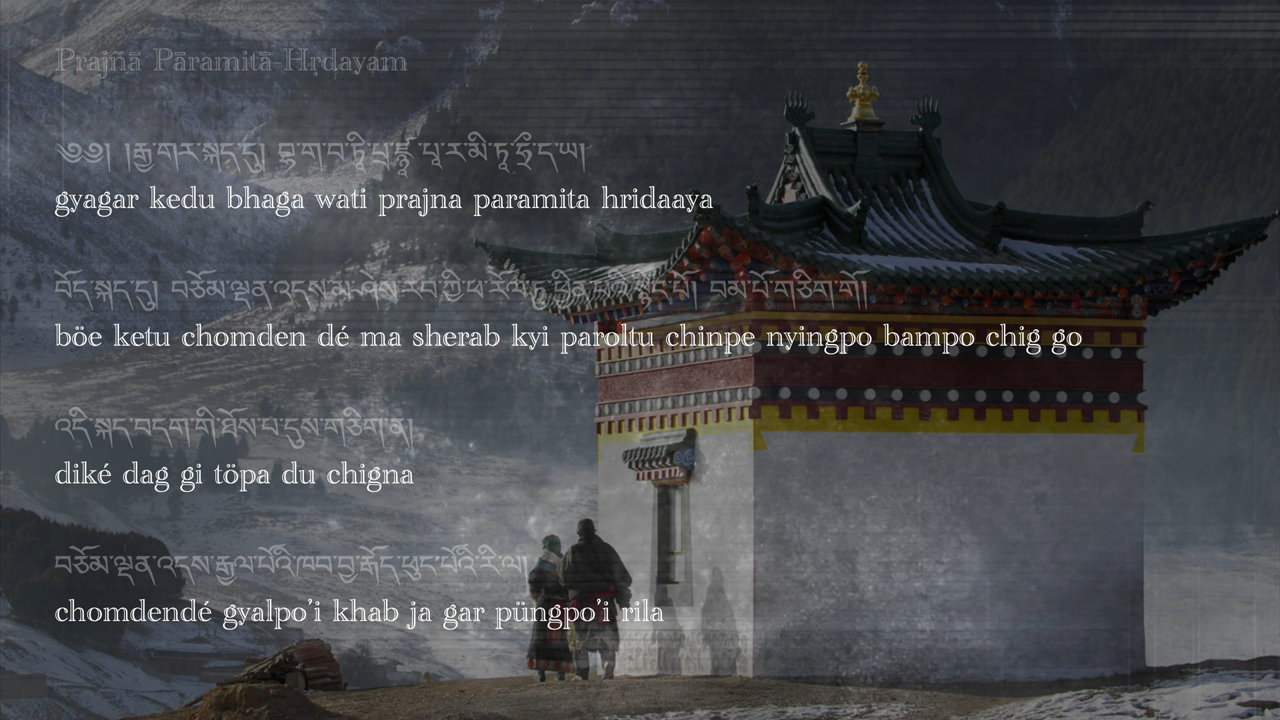 Prajñā Pāramitā-Hṛdayam
༄༅། །རྒྱ་གར་སྐད་དུ། བྷ་ག་བ་ཏཱི་པྲ་ཛྙཱ་པཱ་ར་མི་ཏཱ་ཧྲྀ་ད་ཡ།
gyagar kedu bhaga wati prajna paramita hridaaya
བོད་སྐད་དུ། བཅོམ་ལྡན་འདས་མ་ཤེས་རབ་ཀྱི་ཕ་རོལ་ཏུ་ཕྱིན་པའི་སྙིང་པོ། བམ་པོ་གཅིག་གོ།
böe ketu chomden dé ma sherab kyi paroltu chinpe nyingpo bampo chig go
འདི་སྐད་བདག་གི་ཐོས་པ་དུས་གཅིག་ན།
diké dag gi töpa du chigna
བཅོམ་ལྡན་འདས་རྒྱལ་པོའི་ཁབ་བྱ་རྒོད་ཕུང་པོའི་རི་ལ།
chomdendé gyalpo’i khab ja gar püngpo’i rila